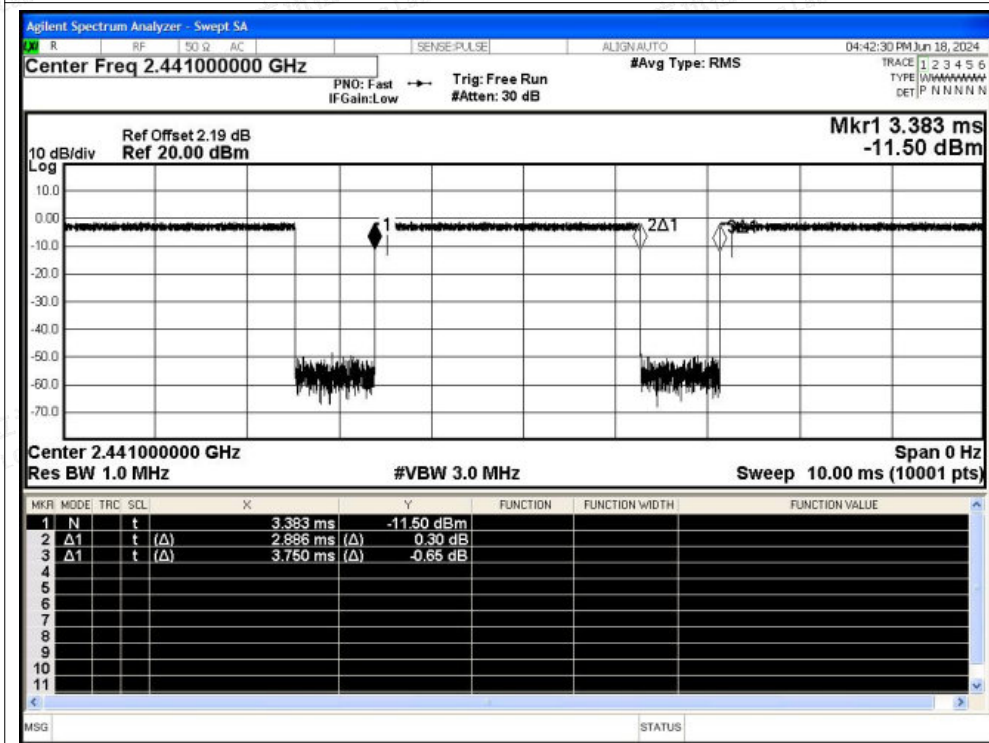 Agilent Spectrum Analyzer - Swept SA
LXI R RF 50 Ω AC SENSE:PULSE ALIGN AUTO 04:42:30 PM Jun 18, 2024
Center Freq 2.441000000 GHz #Avg Type: RMS TRACE 1 2 3 4 5 6
PNO: Fast Trig: Free Run TYPE
IFGain:Low #Atten: 30 dB DET P N N N N N
Mkr1 3.383 ms
Ref Offset 2.19 dB
10 dB/div Ref 20.00 dBm -11.50 dBm
Log
10.0
0.00
1 2Δ1 3Δ1
-10.0
-20.0
-30.0
-40.0
-50.0
-60.0
-70.0
Center 2.441000000 GHz Span 0 Hz
Res BW 1.0 MHz #VBW 3.0 MHz Sweep 10.00 ms (10001 pts)
MKR MODE TRC SCL X Y FUNCTION FUNCTION WIDTH FUNCTION VALUE
1 N t 3.383 ms -11.50 dBm
2 Δ1 t (Δ) 2.886 ms (Δ) 0.30 dB
3 Δ1 t (Δ) 3.750 ms (Δ) -0.65 dB
4
5
6
7
8
9
10
11
MSG STATUS